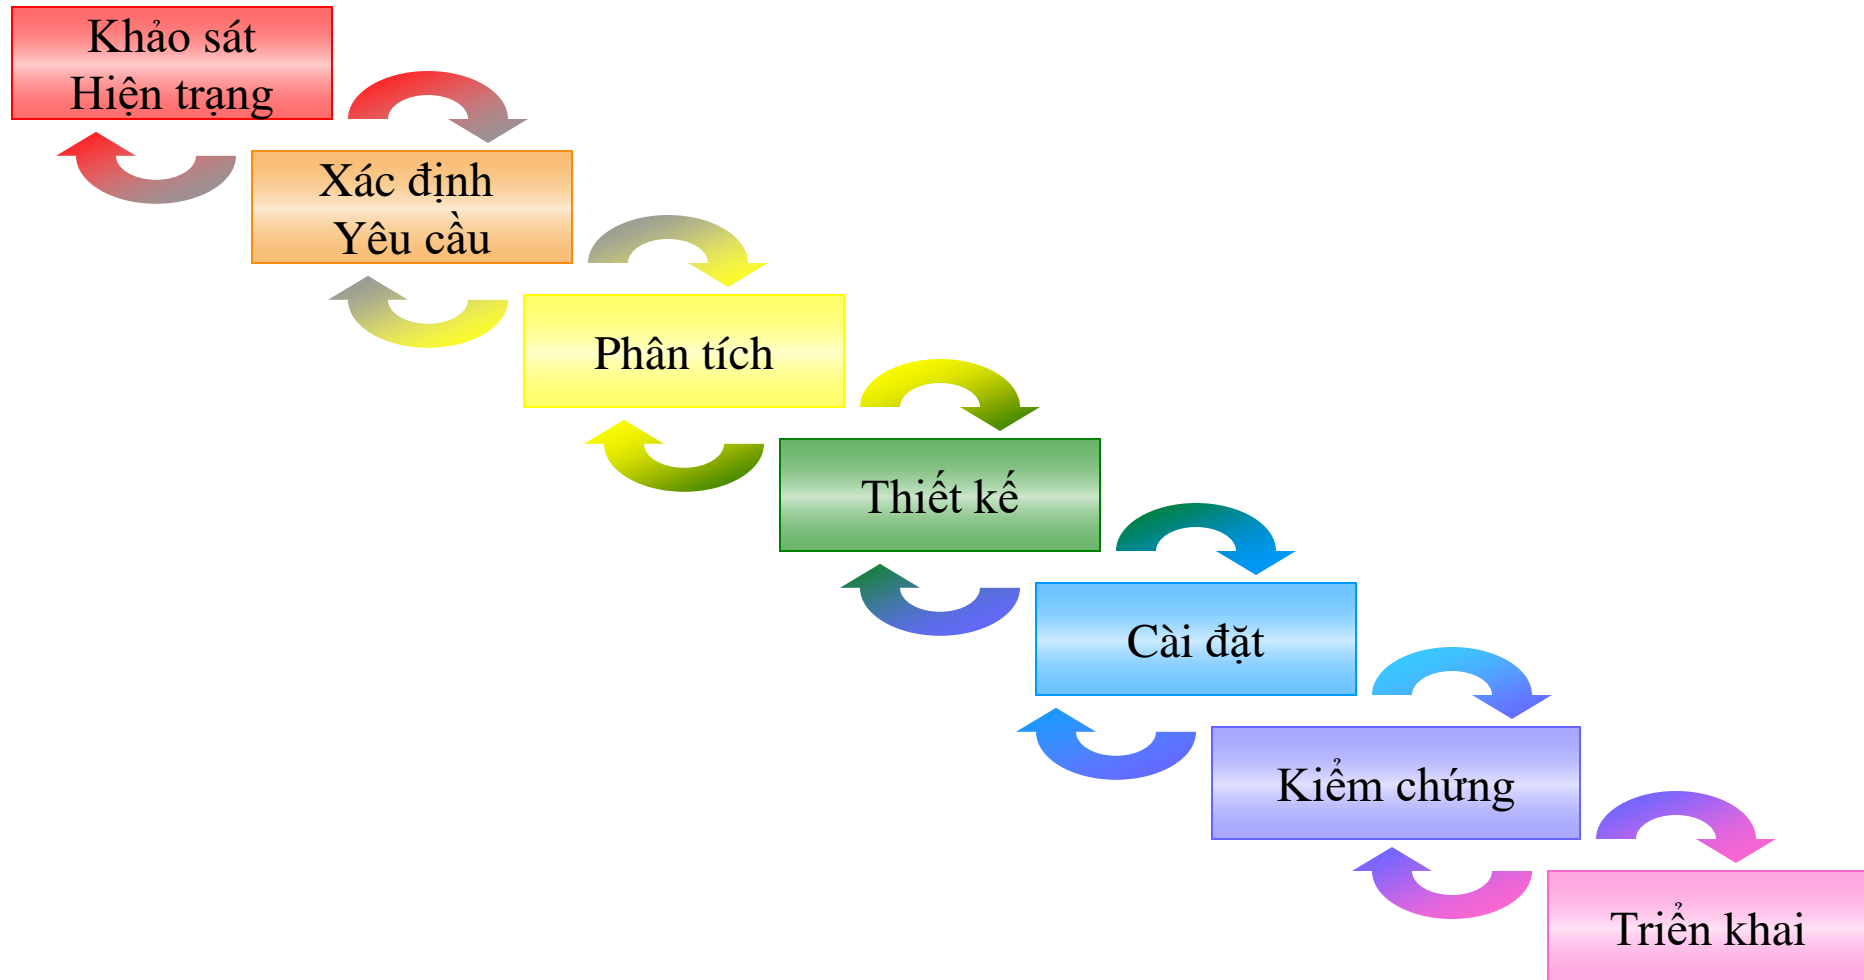 Khảo sát
Hiện trạng
Xác định
Yêu cầu
Phân tích
Thiết kế
Cài đặt
Kiểm chứng
Triển khai